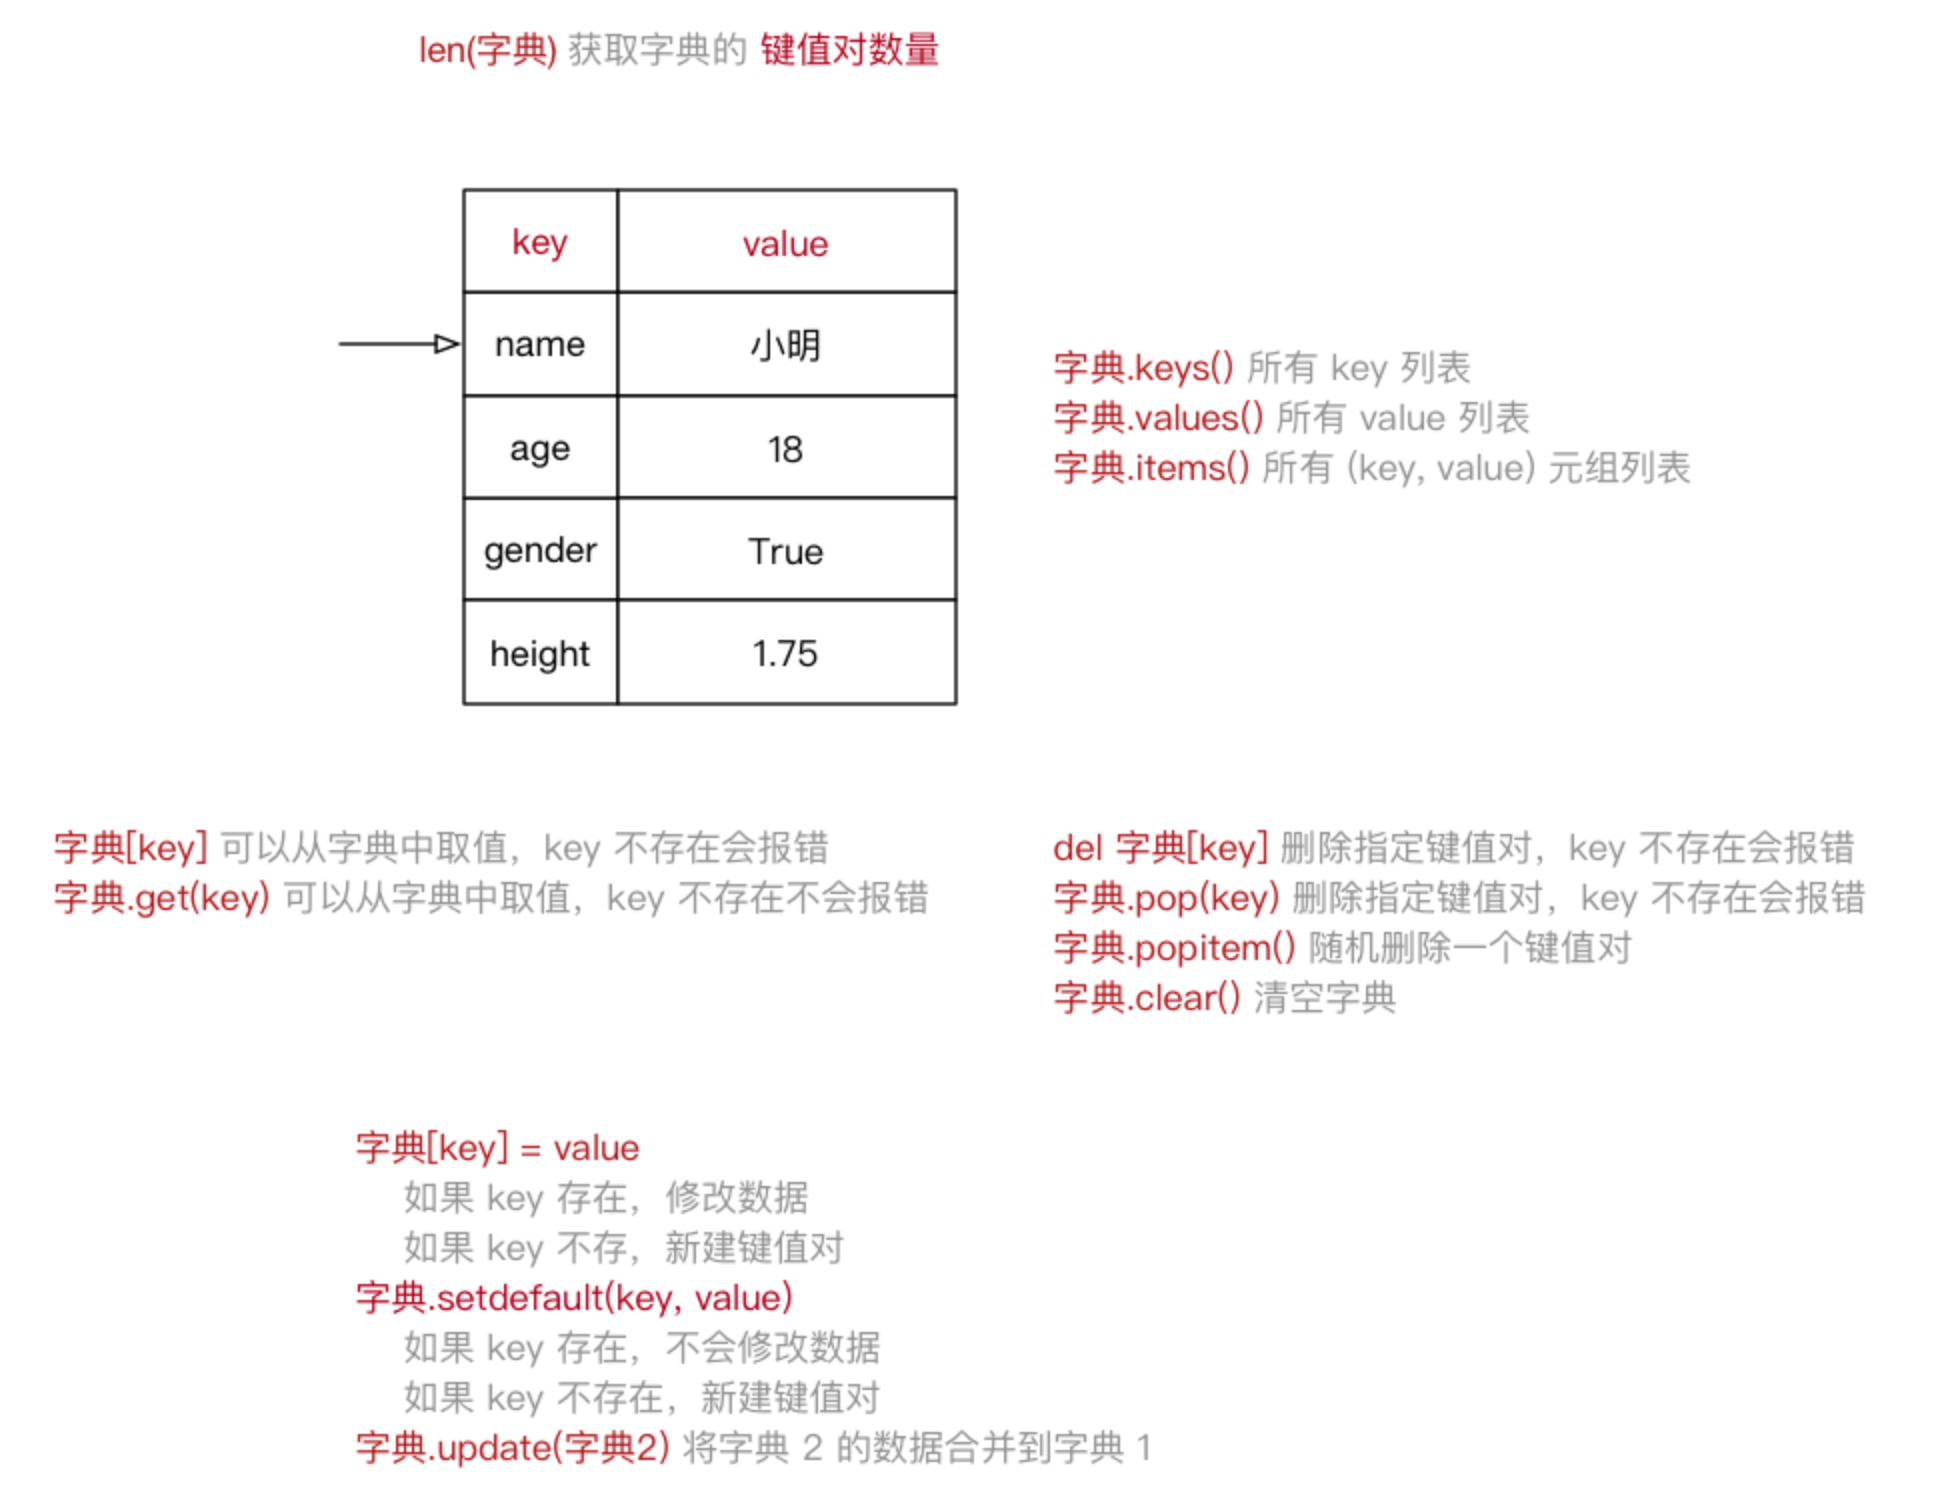 len(字典) 获取字典的 键值对数量
key value
name 小明
age 18
gender True
height 1.75
字典.keys() 所有 key 列表
字典.values() 所有 value 列表
字典.items() 所有 (key, value) 元组列表
字典[key] 可以从字典中取值，key 不存在会报错
字典.get(key) 可以从字典中取值，key 不存在不会报错
del 字典[key] 删除指定键值对，key 不存在会报错
字典.pop(key) 删除指定键值对，key 不存在会报错
字典.popitem() 随机删除一个键值对
字典.clear() 清空字典
字典[key] = value
如果 key 存在，修改数据
如果 key 不存，新建键值对
字典.setdefault(key, value)
如果 key 存在，不会修改数据
如果 key 不存在，新建键值对
字典.update(字典2) 将字典 2 的数据合并到字典 1